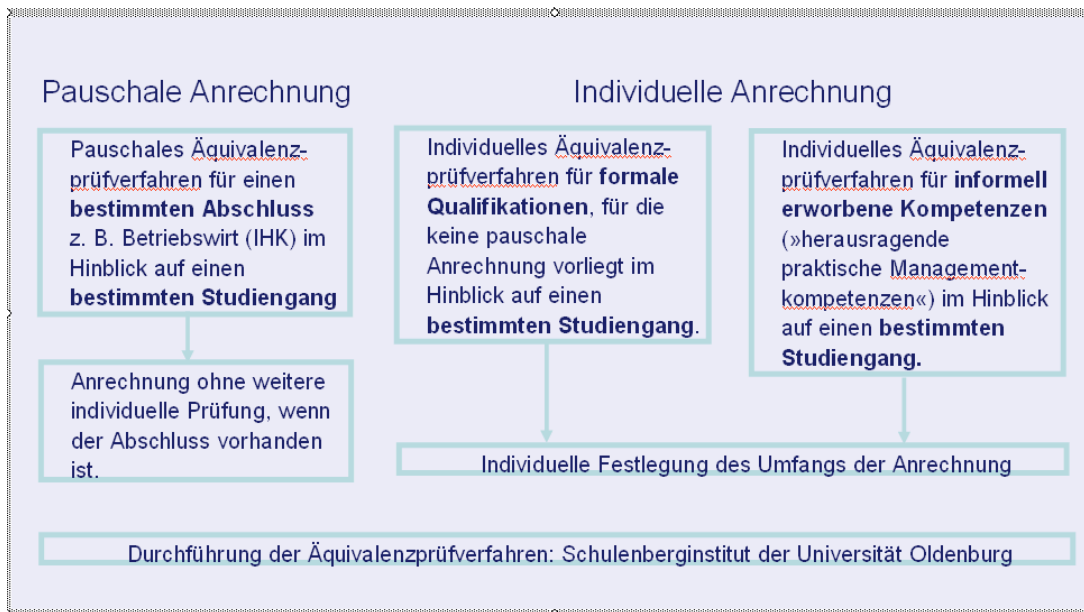 Pauschale Anrechnung
Individuelle Anrechnung
Pauschales Äquivalenz-
prüfverfahren für einen
bestimmten Abschluss
z. B. Betriebswirt (IHK) im
Hinblick auf einen
bestimmten Studiengang
Anrechnung ohne weitere
individuelle Prüfung, wenn
der Abschluss vorhanden
ist.
Individuelles Äquivalenz-
prüfverfahren für formale
Qualifikationen, für die
keine pauschale
Anrechnung vorliegt im
Hinblick auf einen
bestimmten Studiengang.
Individuelles Äquivalenz-
prüfverfahren für informell
erworbene Kompetenzen
(»herausragende
praktische Management-
kompetenzen«) im Hinblick
auf einen bestimmten
Studiengang.
Individuelle Festlegung des Umfangs der Anrechnung
Durchführung der Äquivalenzprüfverfahren: Schulenberginstitut der Universität Oldenburg